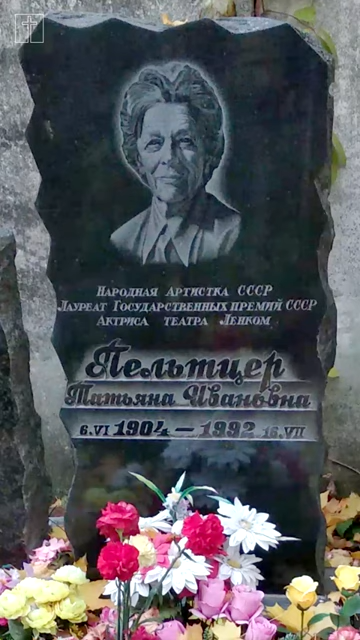 Народная артистка СССР
Лауреат Государственных премий СССР
Актриса театра Ленком
Пельтцер
Татьяна Ивановна
6.VI 1904 — 1992 16.VII